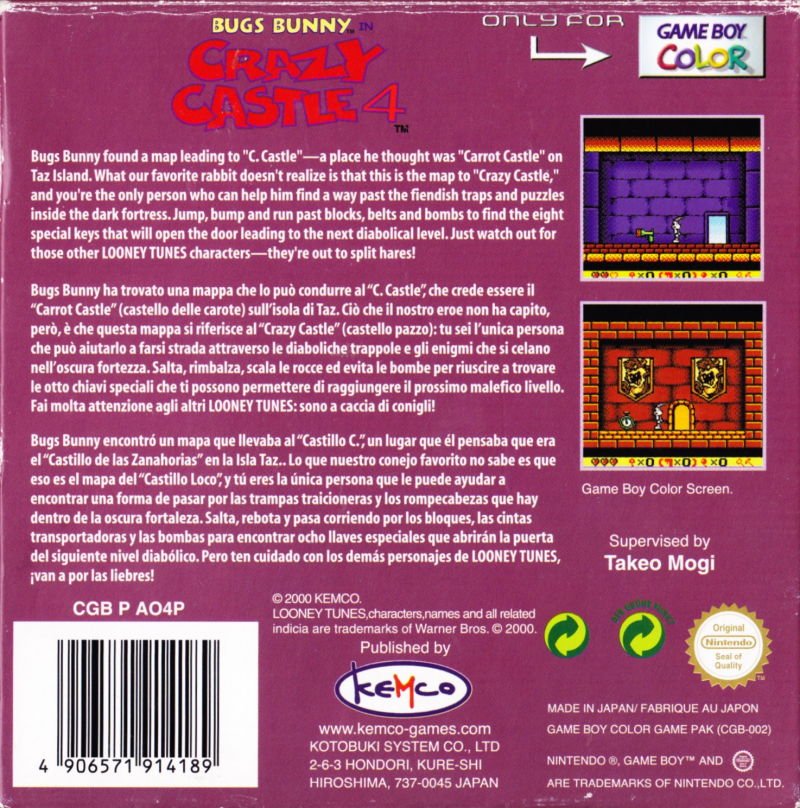 BUGS BUNNY™ IN
CRAZY
CASTLE 4
™
ONLY FOR
GAME BOY
COLOR
Bugs Bunny found a map leading to "C. Castle"—a place he thought was "Carrot Castle" on
Taz Island. What our favorite rabbit doesn't realize is that this is the map to "Crazy Castle,"
and you're the only person who can help him find a way past the fiendish traps and puzzles
inside the dark fortress. Jump, bump and run past blocks, belts and bombs to find the eight
special keys that will open the door leading to the next diabolical level. Just watch out for
those other LOONEY TUNES characters—they're out to split hares!
Bugs Bunny ha trovato una mappa che lo può condurre al “C. Castle”, che crede essere il
“Carrot Castle” (castello delle carote) sull’isola di Taz. Ciò che il nostro eroe non ha capito,
però, è che questa mappa si riferisce al “Crazy Castle” (castello pazzo): tu sei l’unica persona
che può aiutarlo a farsi strada attraverso le diaboliche trappole e gli enigmi che si celano
nell’oscura fortezza. Salta, rimbalza, scala le rocce ed evita le bombe per riuscire a trovare
le otto chiavi speciali che ti possono permettere di raggiungere il prossimo malefico livello.
Fai molta attenzione agli altri LOONEY TUNES: sono a caccia di conigli!
Bugs Bunny encontró un mapa que llevaba al “Castillo C.”, un lugar que él pensaba que era
el “Castillo de las Zanahorias” en la Isla Taz.. Lo que nuestro conejo favorito no sabe es que
eso es el mapa del “Castillo Loco”, y tú eres la única persona que le puede ayudar a
encontrar una forma de pasar por las trampas traicioneras y los rompecabezas que hay
dentro de la oscura fortaleza. Salta, rebota y pasa corriendo por los bloques, las cintas
transportadoras y las bombas para encontrar ocho llaves especiales que abrirán la puerta
del siguiente nivel diabólico. Pero ten cuidado con los demás personajes de LOONEY TUNES,
¡van a por las liebres!
×0 ×0 ×0
×0 ×0 ×0
Game Boy Color Screen.
Supervised by
Takeo Mogi
CGB P AO4P
4 906571 914189
© 2000 KEMCO.
LOONEY TUNES,characters,names and all related
indicia are trademarks of Warner Bros. © 2000.
Published by
KEMCO
www.kemco-games.com
KOTOBUKI SYSTEM CO., LTD
2-6-3 HONDORI, KURE-SHI
HIROSHIMA, 737-0045 JAPAN
DER GRÜNE PUNKT
Original
Nintendo
Seal of
Quality
TM
MADE IN JAPAN/ FABRIQUE AU JAPON
GAME BOY COLOR GAME PAK (CGB-002)
NINTENDO ®, GAME BOY™ AND
ARE TRADEMARKS OF NINTENDO CO.,LTD.